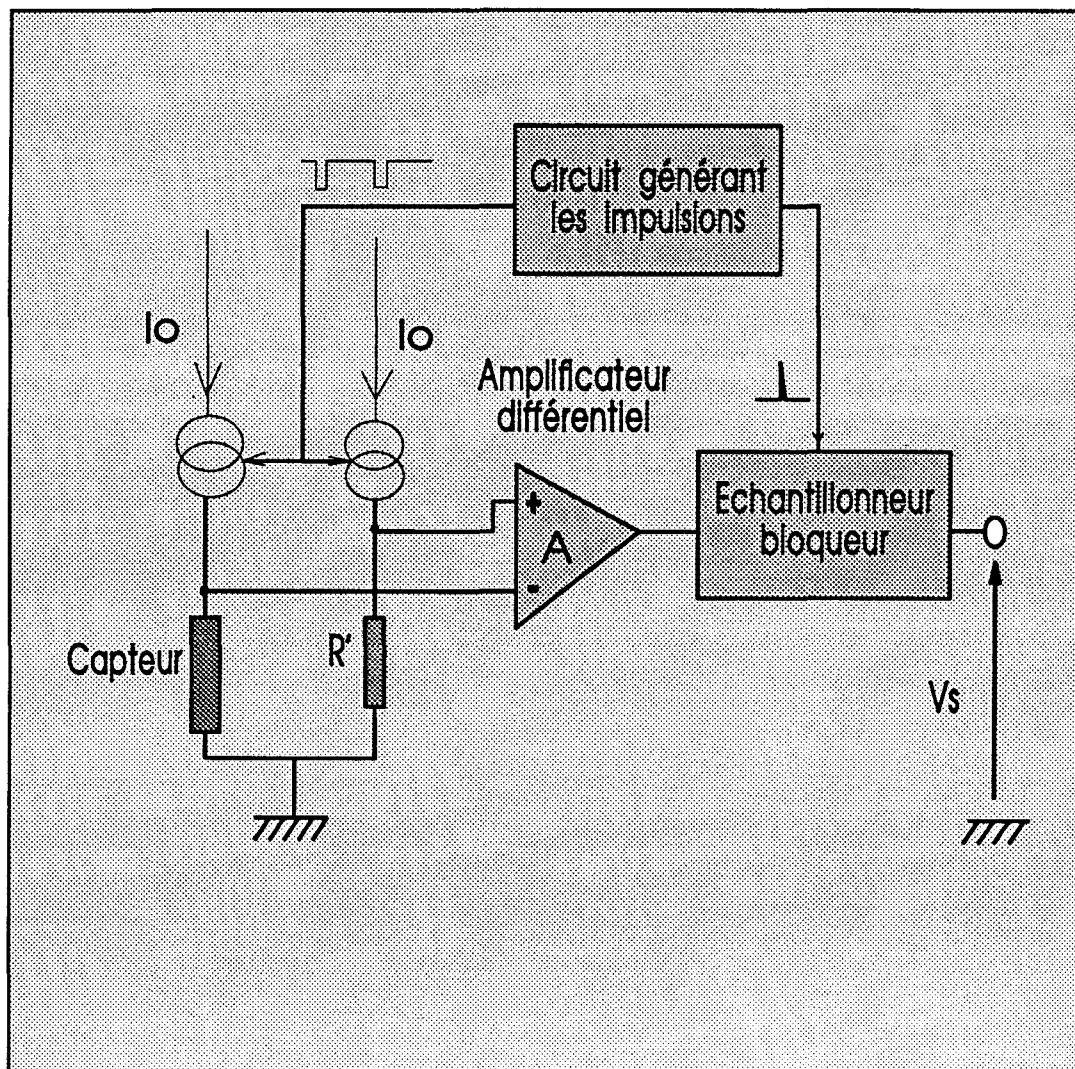 Circuit générant
les Impulsions
Io
Io
Amplificateur
différentiel
+
A
-
Echantillonneur
bloqueur
Capteur
R'
Vs